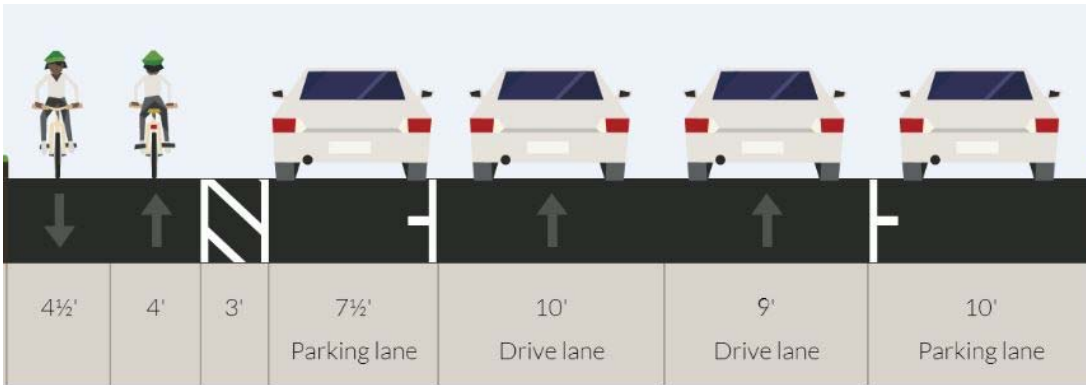 4½' 4' 3' 7½' 10' 9' 10'
Parking lane Drive lane Drive lane Parking lane